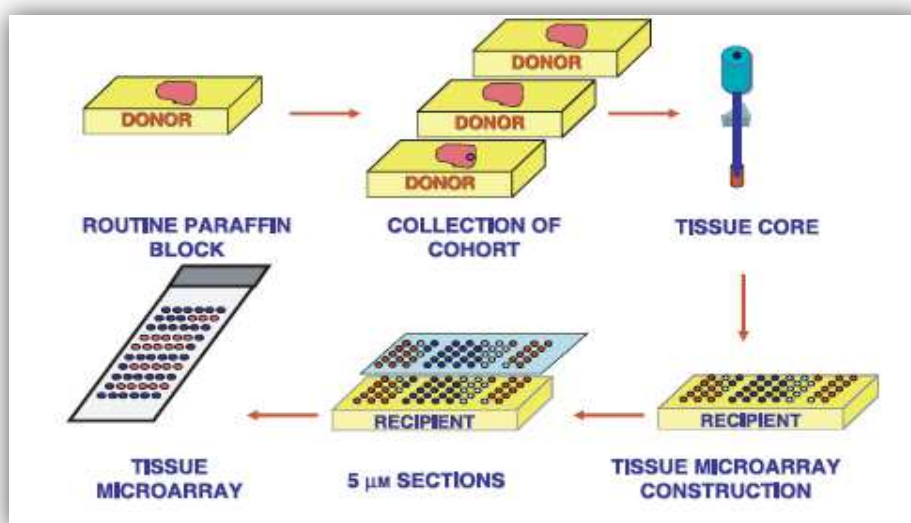 DONOR
ROUTINE PARAFFIN
BLOCK
DONOR
DONOR
DONOR
COLLECTION OF
COHORT
TISSUE CORE
RECIPIENT
TISSUE MICROARRAY
CONSTRUCTION
RECIPIENT
5 μM SECTIONS
TISSUE
MICROARRAY